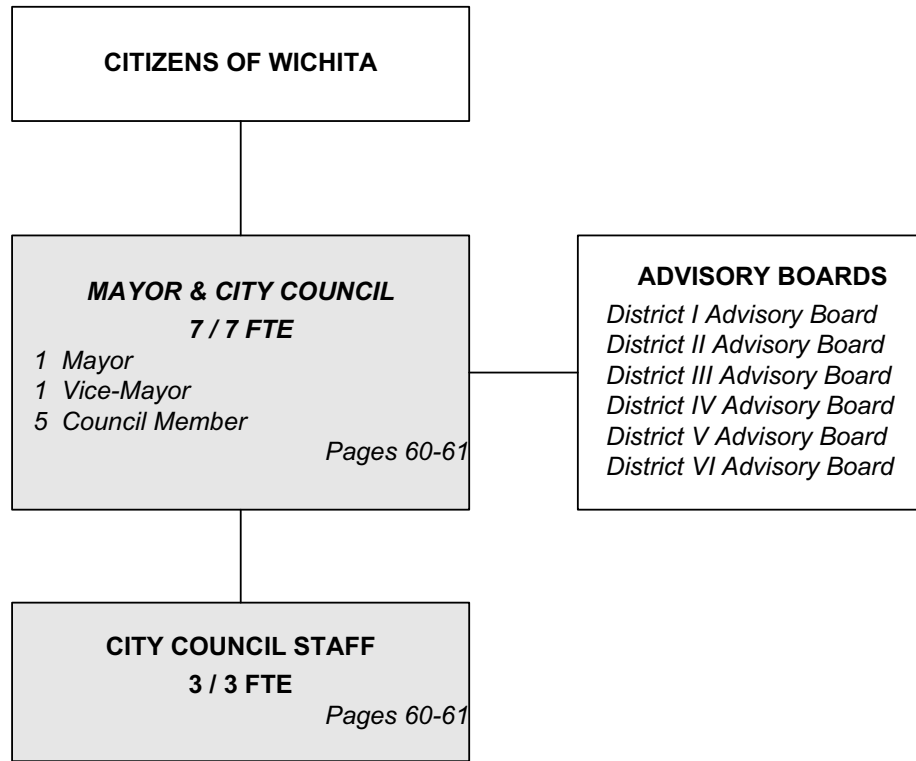 CITIZENS OF WICHITA
MAYOR & CITY COUNCIL
7 / 7 FTE
1 Mayor
1 Vice-Mayor
5 Council Member
Pages 60-61
ADVISORY BOARDS
District I Advisory Board
District II Advisory Board
District III Advisory Board
District IV Advisory Board
District V Advisory Board
District VI Advisory Board
CITY COUNCIL STAFF
3 / 3 FTE
Pages 60-61